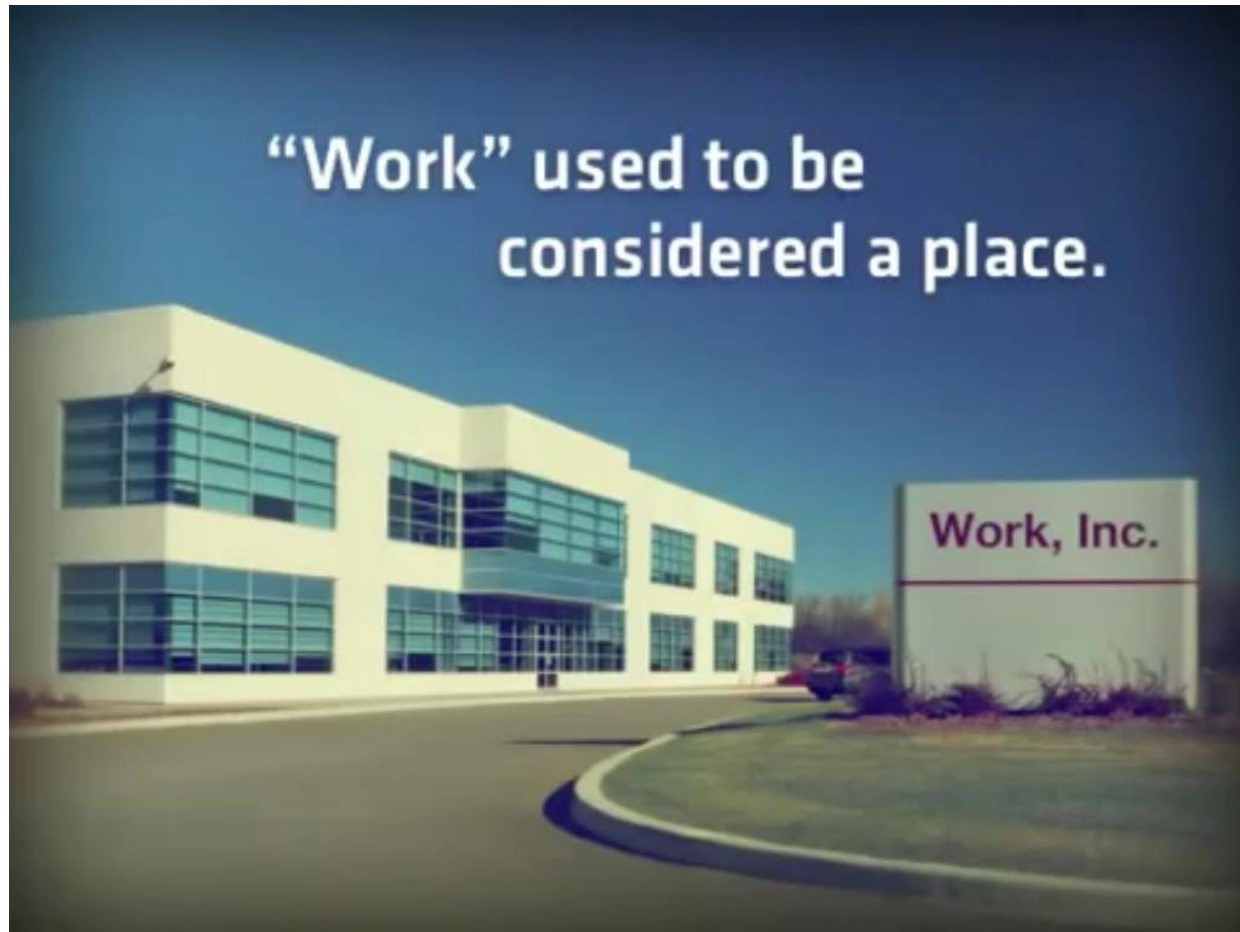 “Work” used to be
considered a place.
Work, Inc.